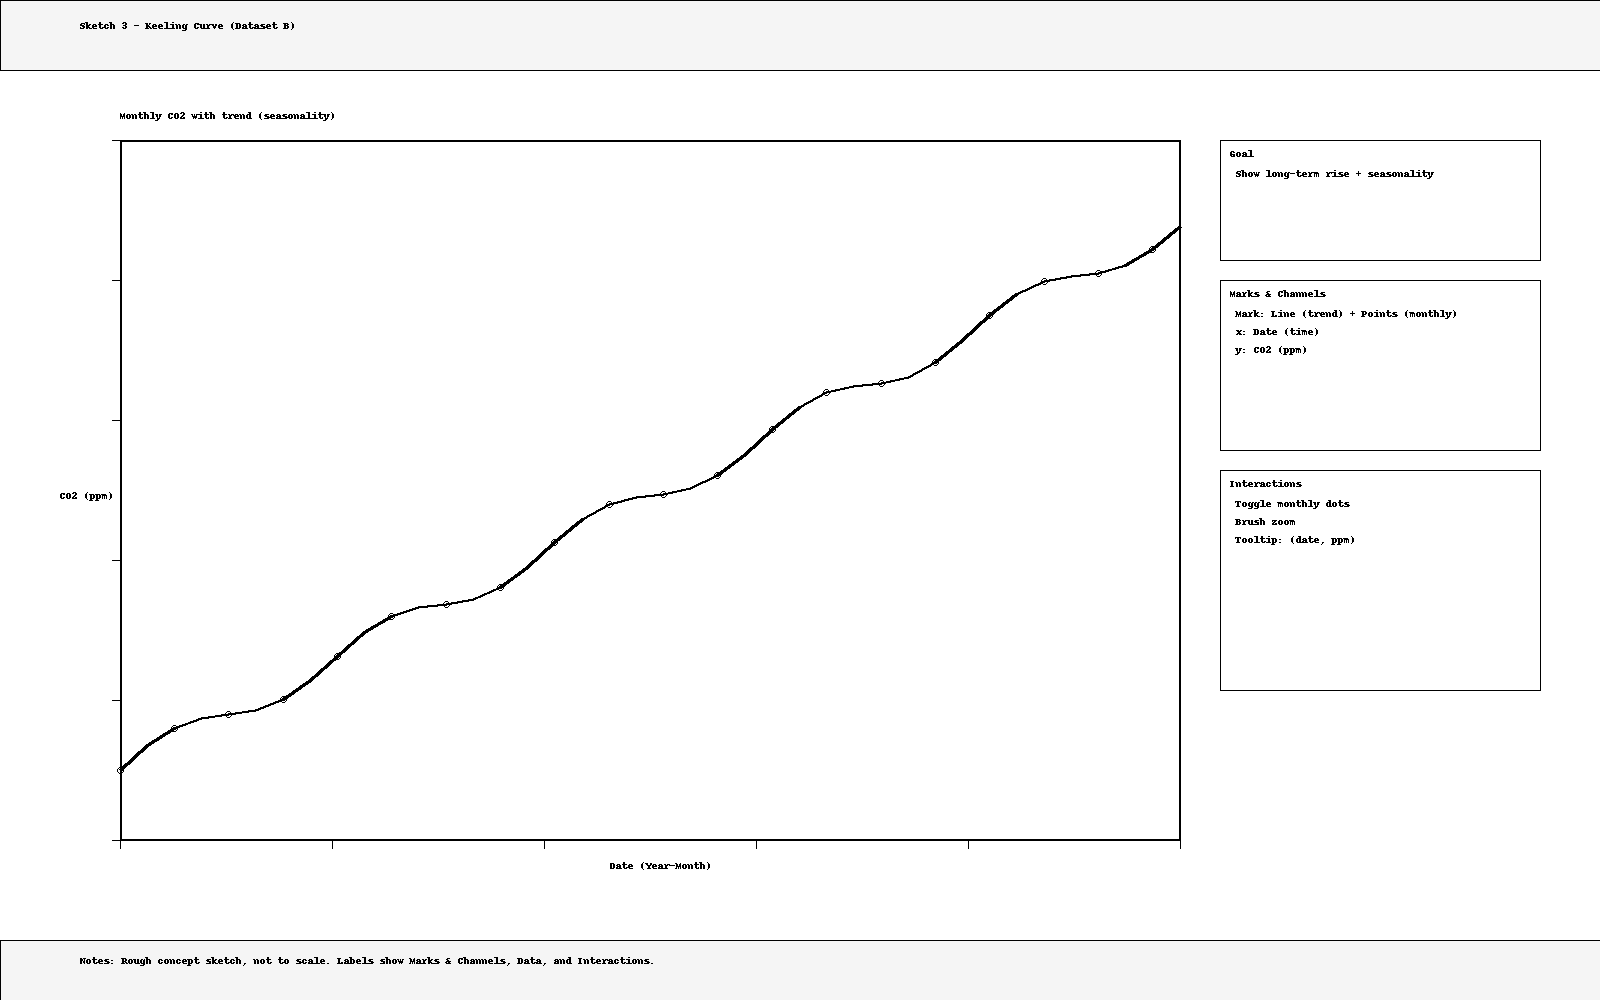 Sketch 3 - Keeling Curve (Dataset B)
Monthly CO2 with trend (seasonality)
CO2 (ppm)
Date (Year-Month)
Goal
Show long-term rise + seasonality
Marks & Channels
Mark: Line (trend) + Points (monthly)
x: Date (time)
y: CO2 (ppm)
Interactions
Toggle monthly dots
Brush zoom
Tooltip: (date, ppm)
Notes: Rough concept sketch, not to scale. Labels show Marks & Channels, Data, and Interactions.